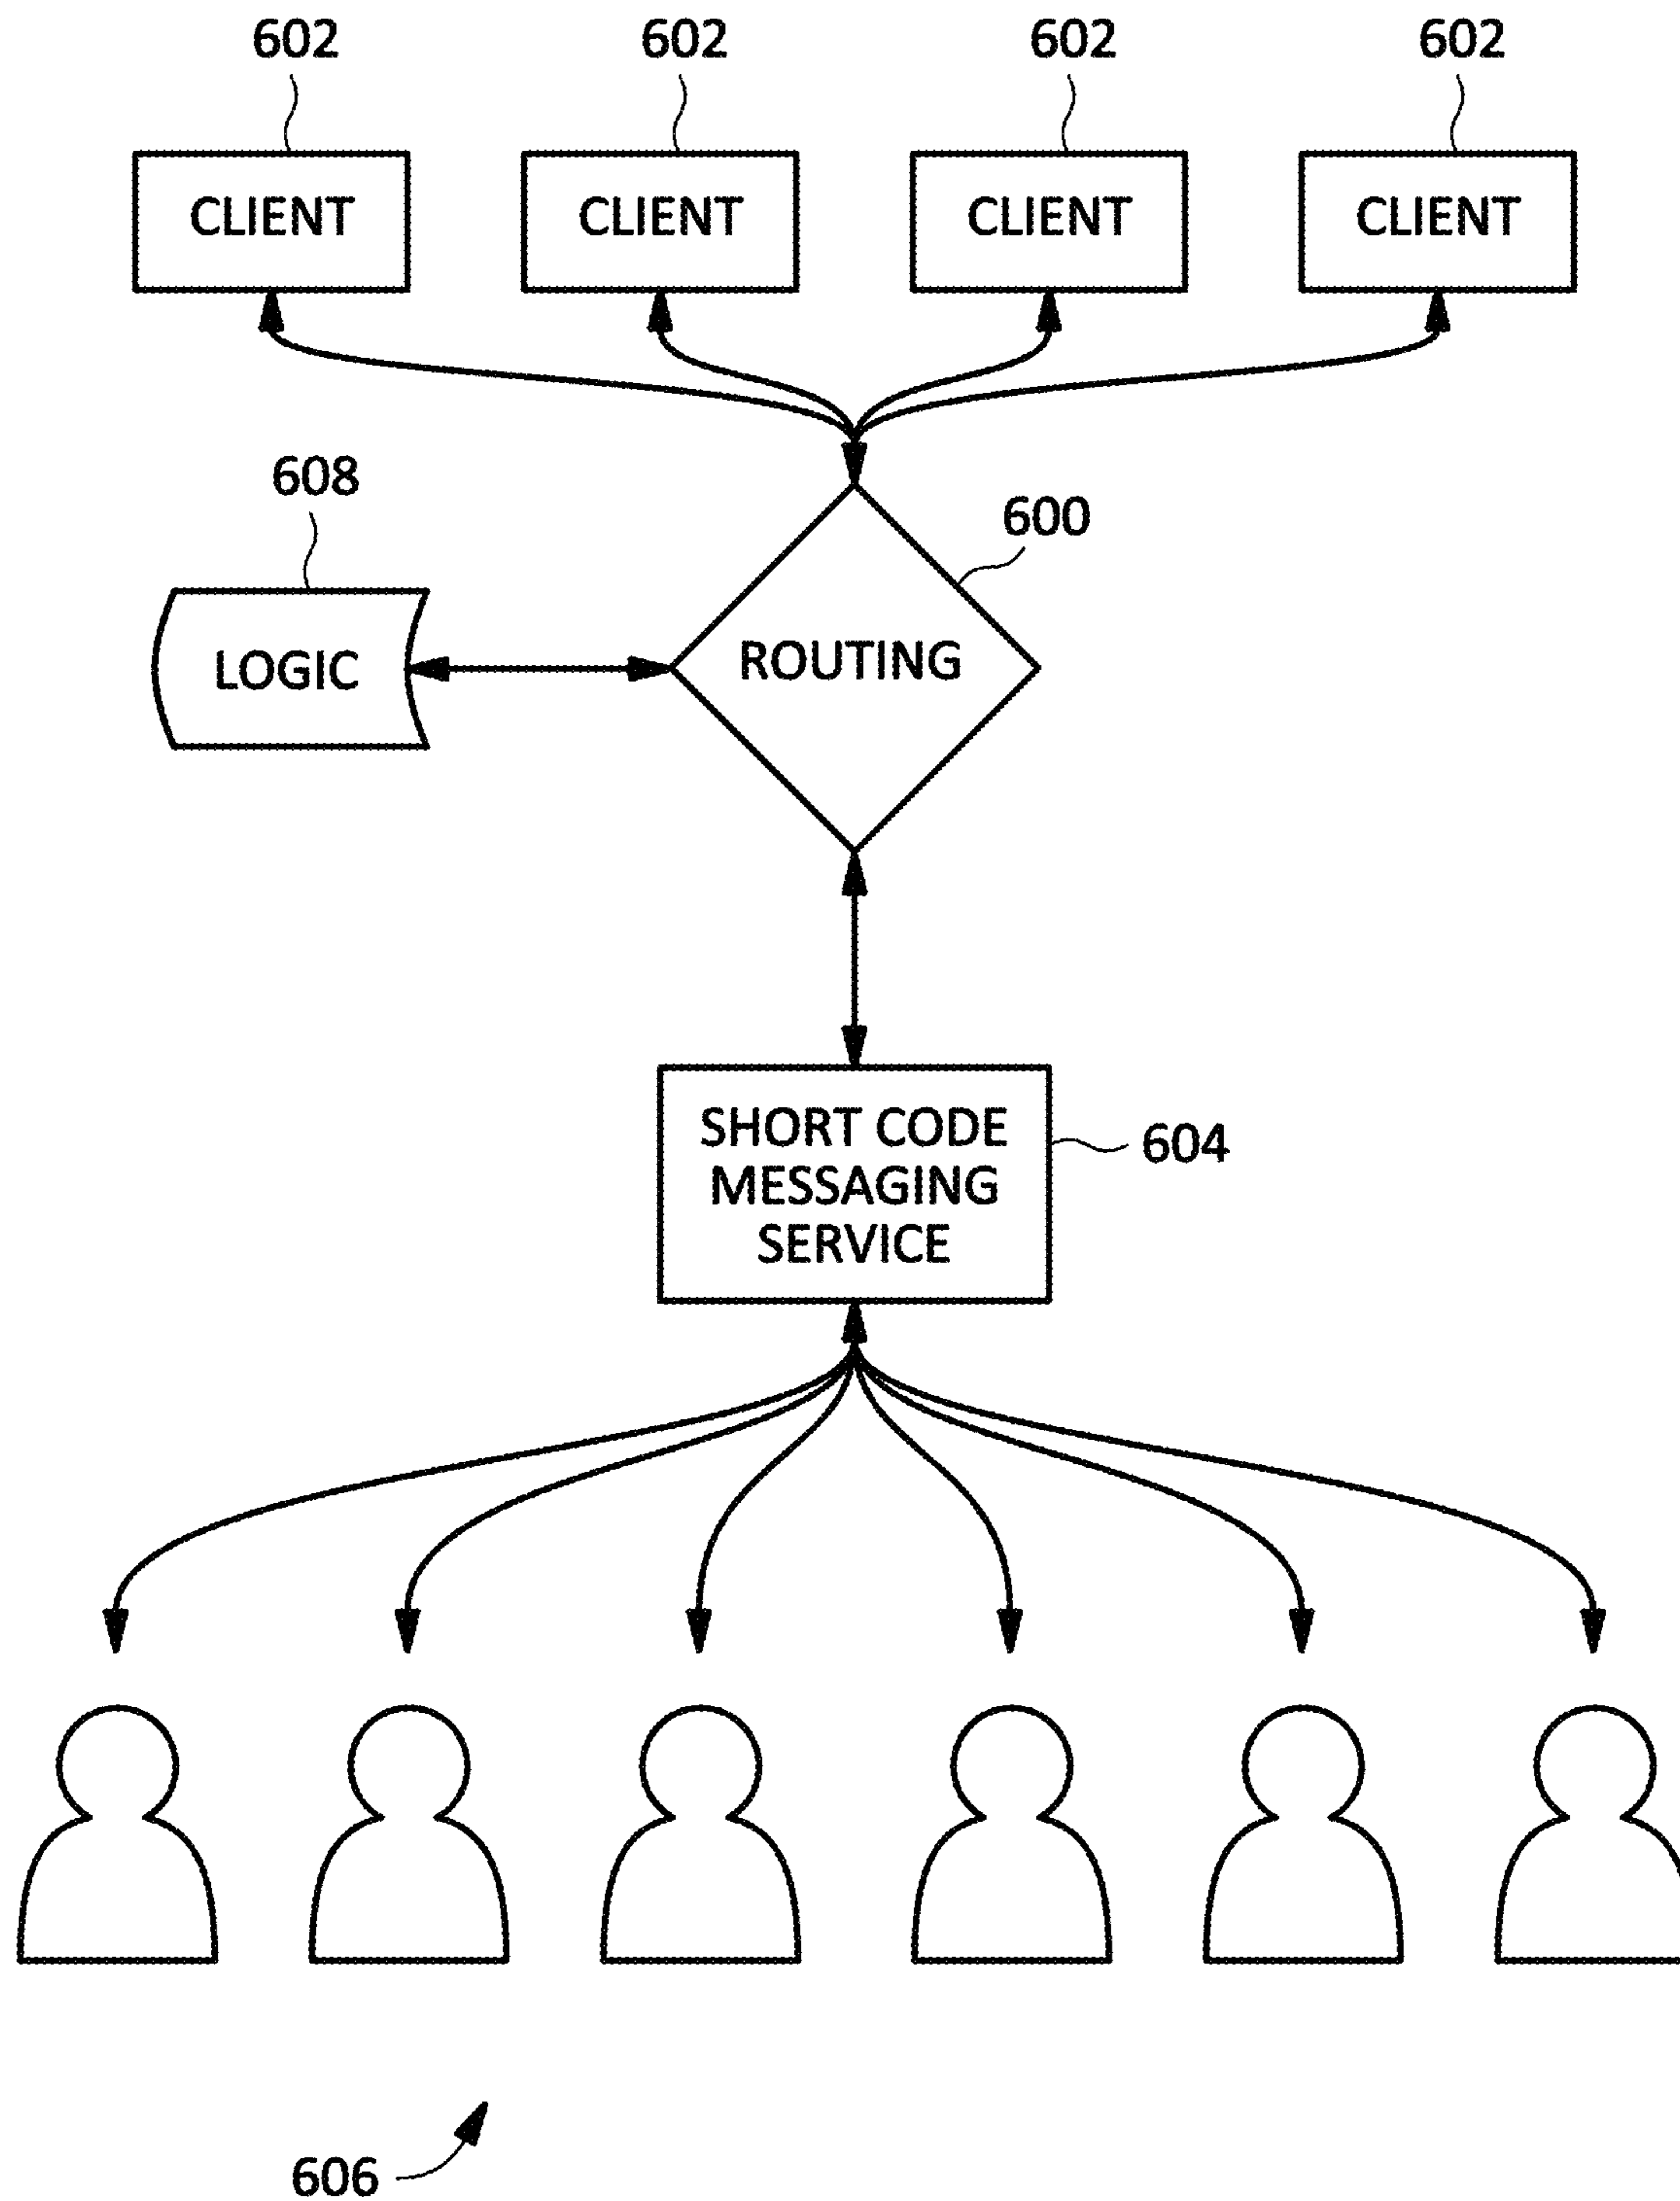 602
602
602
602
CLIENT
CLIENT
CLIENT
CLIENT
608
600
LOGIC
ROUTING
SHORT CODE
MESSAGING
SERVICE
604
606